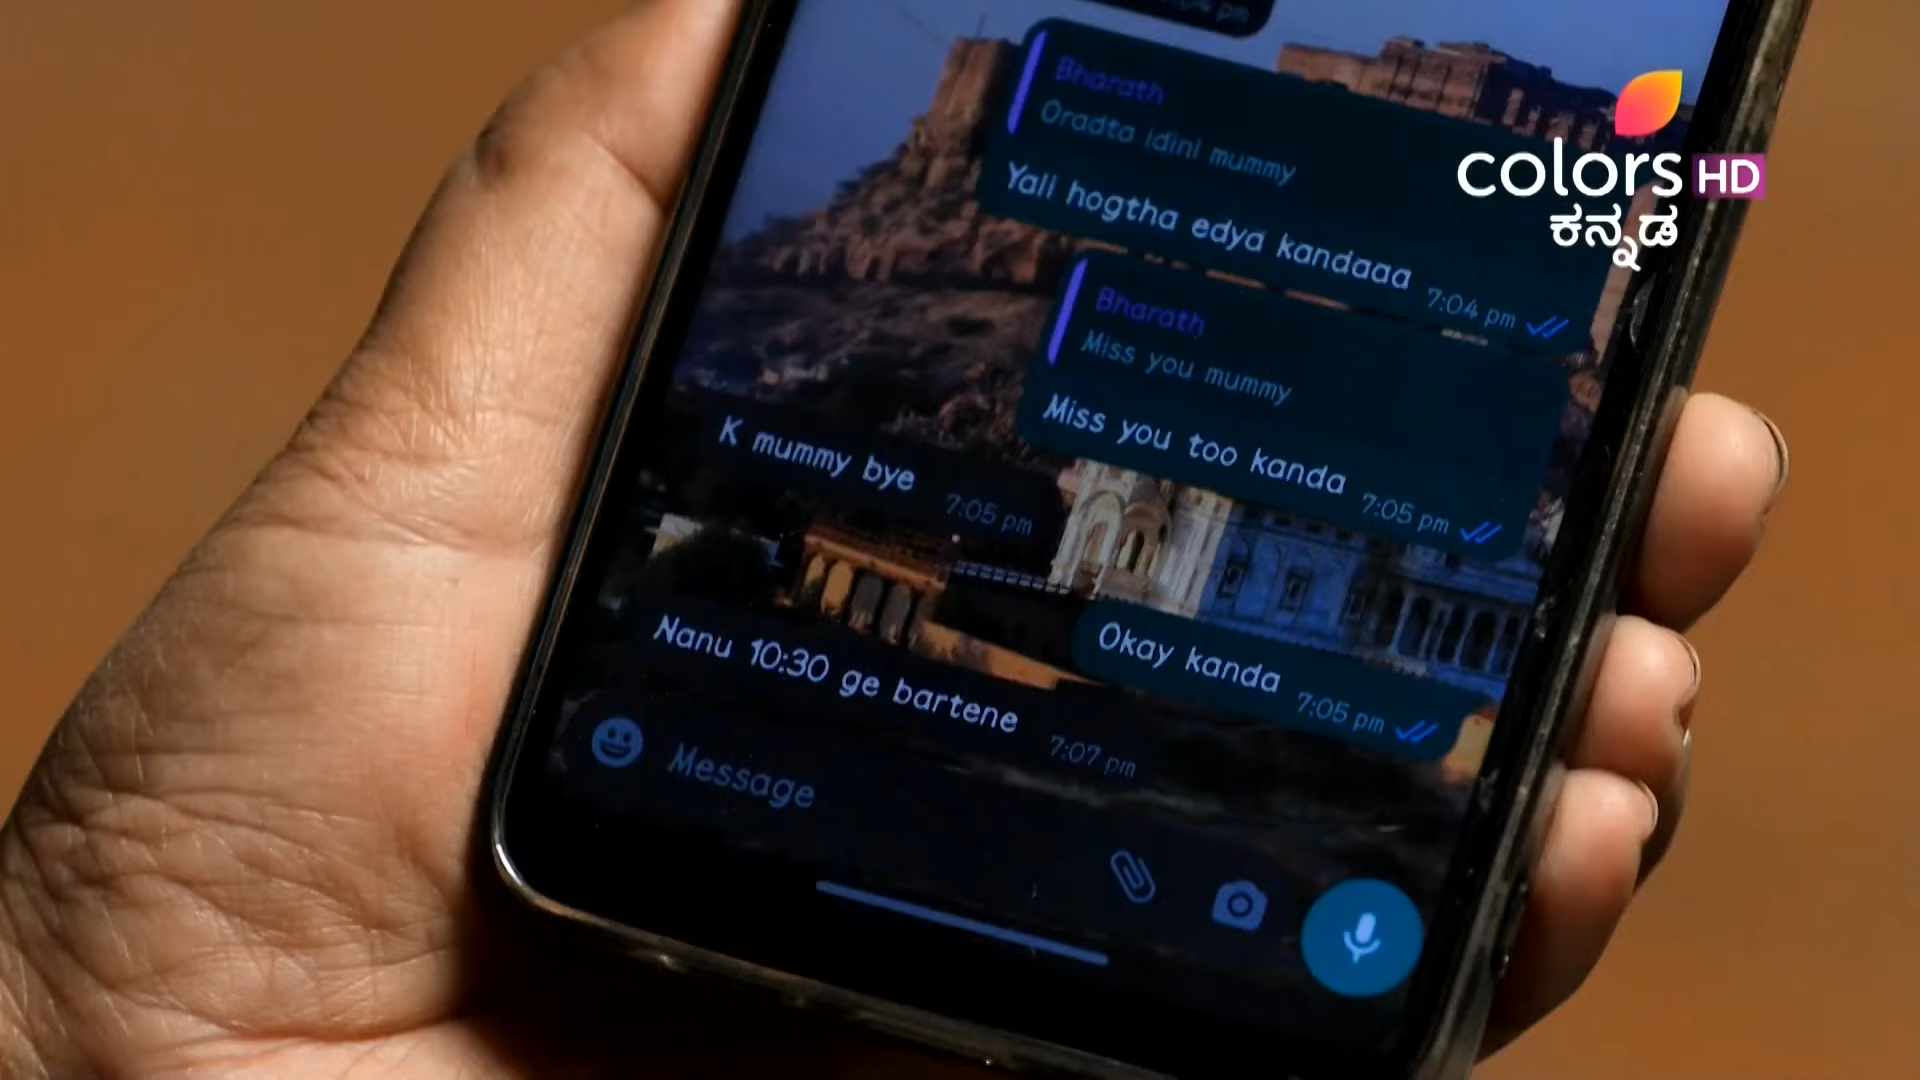 Bharath
Oradta idini mummy
Yali hogtha edya kandaaa
7:04 pm
Bharath
Miss you mummy
Miss you too kanda
7:05 pm
K mummy bye
7:05 pm
Okay kanda
7:05 pm
Nanu 10:30 ge bartene
7:07 pm
Message
colors HD
ಕನ್ನಡ